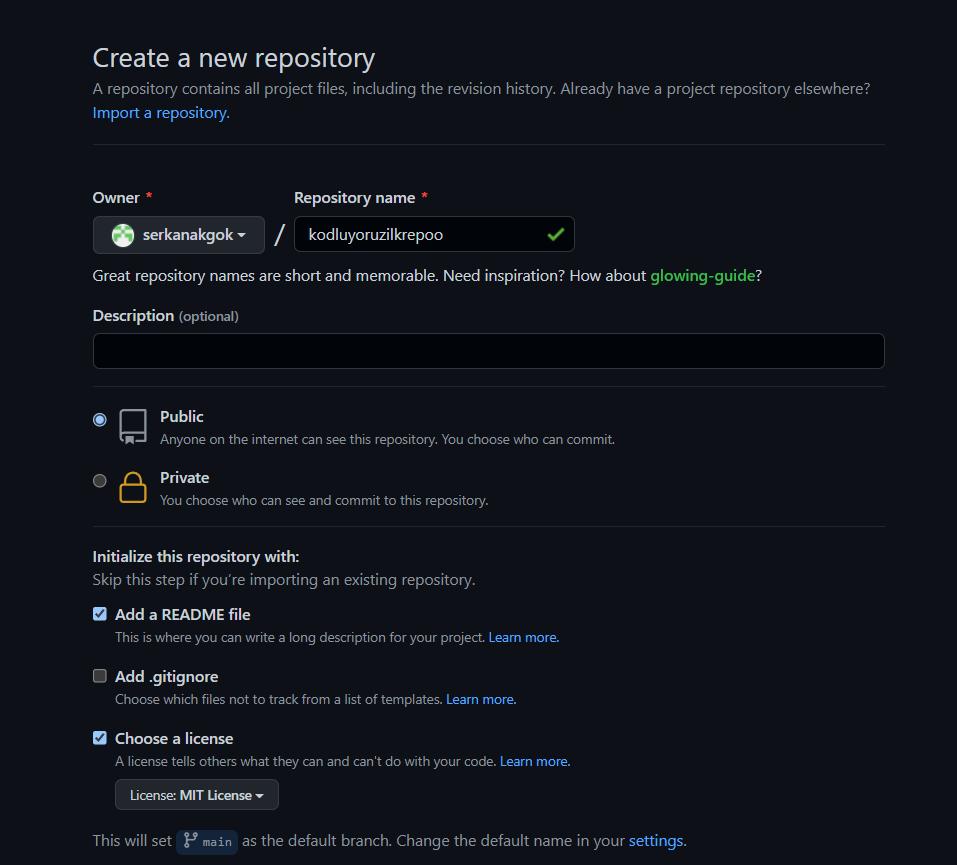 Create a new repository
A repository contains all project files, including the revision history. Already have a project repository elsewhere?
Import a repository.
Owner * Repository name *
serkanakgok / kodluyoruzilkrepoo
Great repository names are short and memorable. Need inspiration? How about glowing-guide?
Description (optional)
Public
Anyone on the internet can see this repository. You choose who can commit.
Private
You choose who can see and commit to this repository.
Initialize this repository with:
Skip this step if you’re importing an existing repository.
Add a README file
This is where you can write a long description for your project. Learn more.
Add .gitignore
Choose which files not to track from a list of templates. Learn more.
Choose a license
A license tells others what they can and can't do with your code. Learn more.
License: MIT License
This will set main as the default branch. Change the default name in your settings.